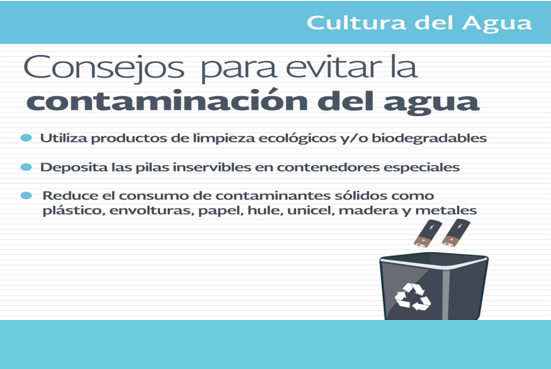 Cultura del Agua
Consejos para evitar la
contaminación del agua
Utiliza productos de limpieza ecológicos y/o biodegradables
Deposita las pilas inservibles en contenedores especiales
Reduce el consumo de contaminantes sólidos como
plástico, envolturas, papel, hule, unicel, madera y metales